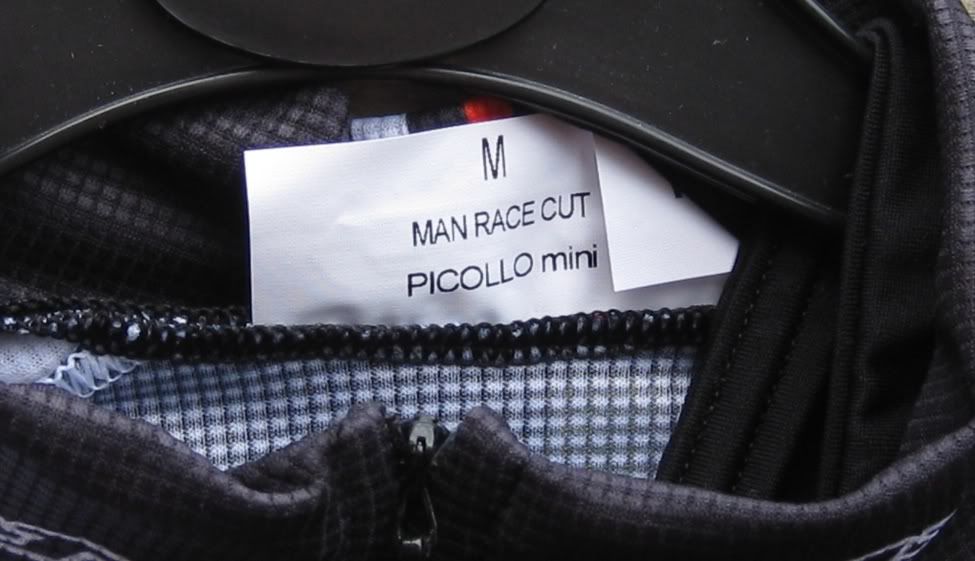 M
MAN RACE CUT
PICOLLO mini